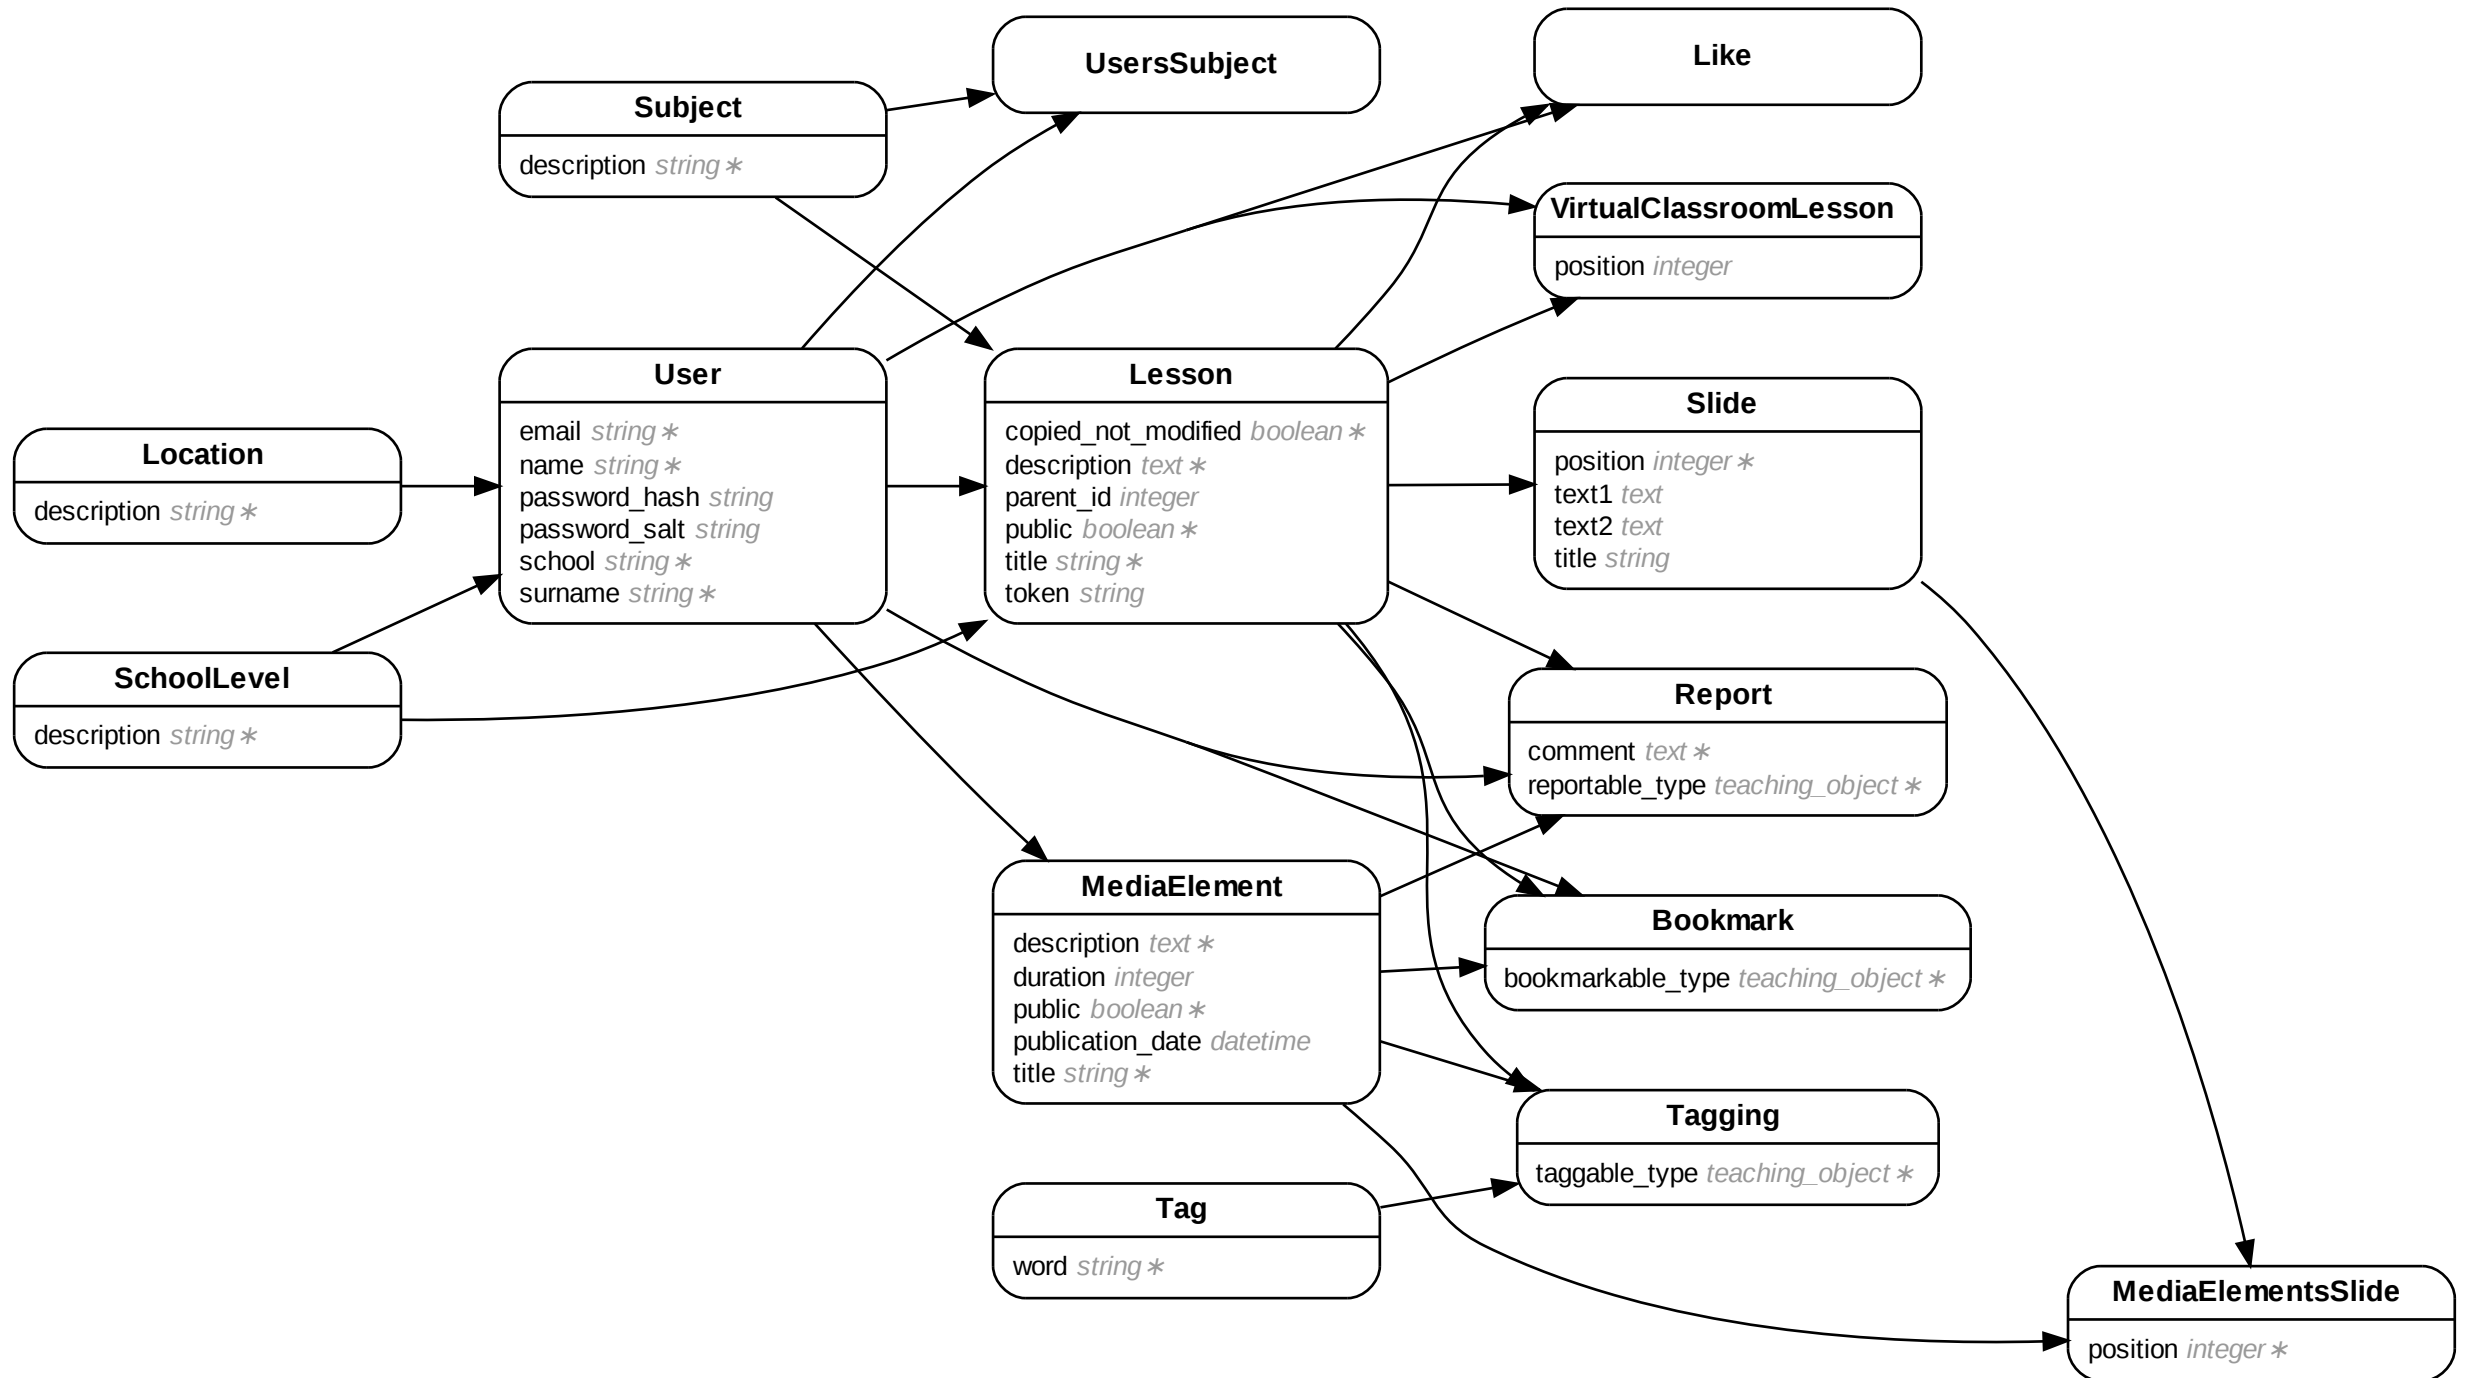 UsersSubject
Like
Subject
description string∗
VirtualClassroomLesson
position integer
User
email string∗
name string∗
password_hash string
password_salt string
school string∗
surname string∗
Lesson
copied_not_modified boolean∗
description text∗
parent_id integer
public boolean∗
title string∗
token string
Slide
position integer∗
text1 text
text2 text
title string
Location
description string∗
SchoolLevel
description string∗
Report
comment text∗
reportable_type teaching_object∗
MediaElement
description text∗
duration integer
public boolean∗
publication_date datetime
title string∗
Bookmark
bookmarkable_type teaching_object∗
Tagging
taggable_type teaching_object∗
Tag
word string∗
MediaElementsSlide
position integer∗